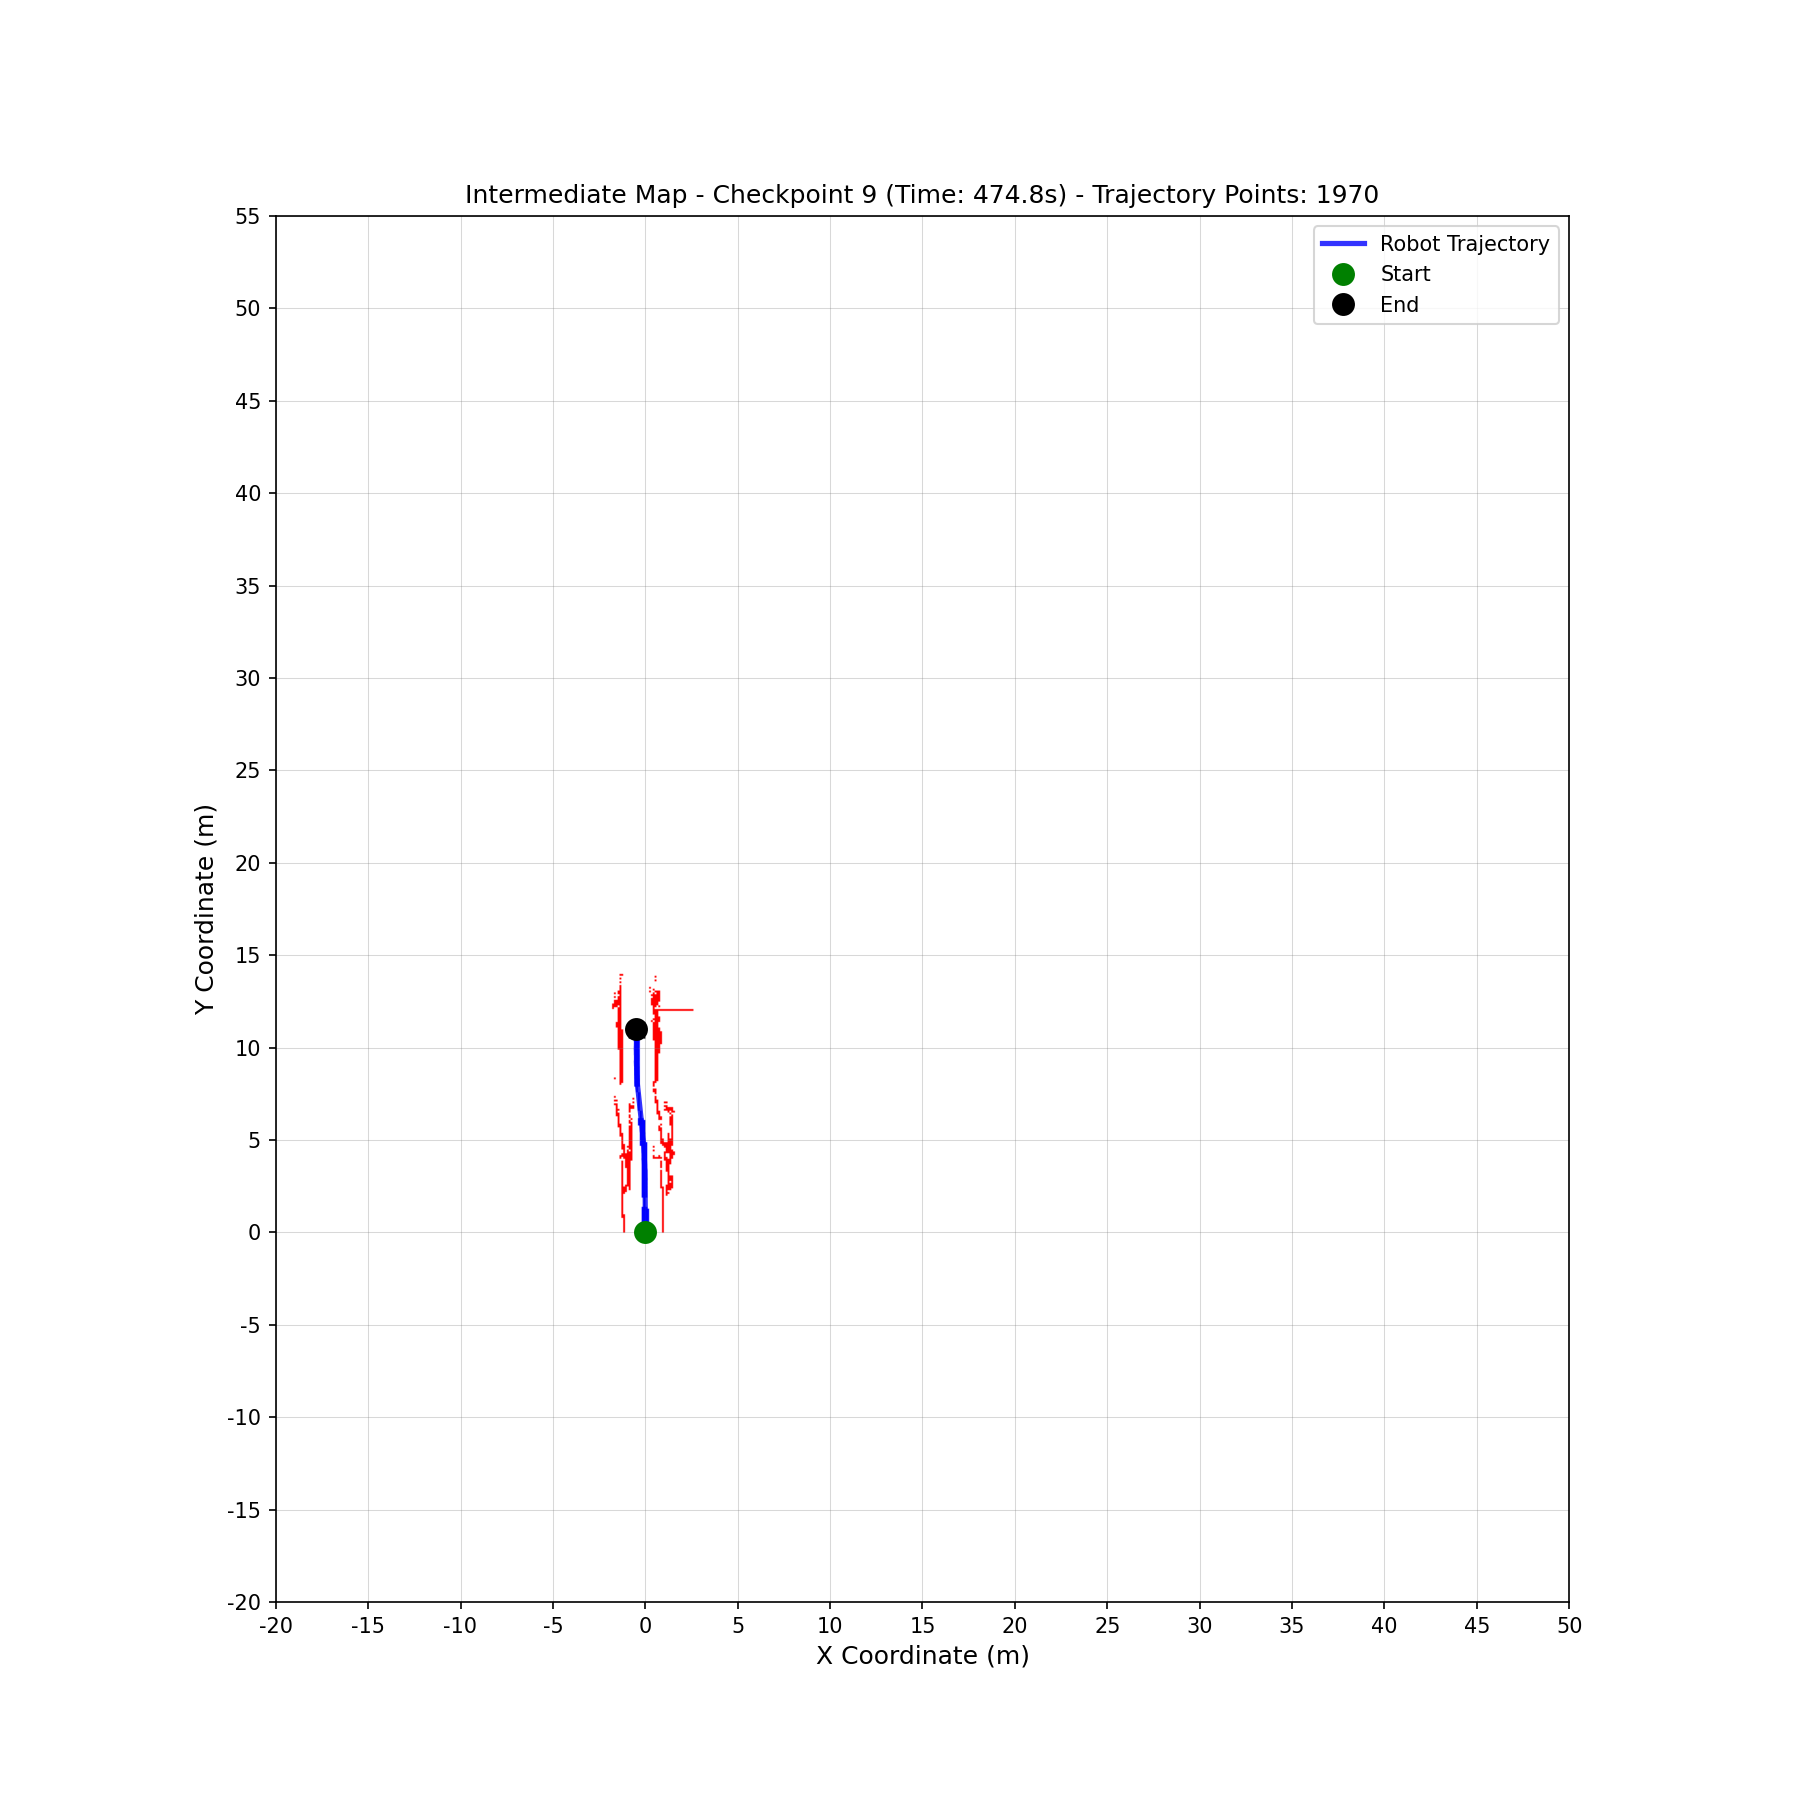 Intermediate Map - Checkpoint 9 (Time: 474.8s) - Trajectory Points: 1970
Robot Trajectory
Start
End
55
50
45
40
35
30
25
20
15
10
5
0
-5
-10
-15
-20
Y Coordinate (m)
-20 -15 -10 -5 0 5 10 15 20 25 30 35 40 45 50
X Coordinate (m)